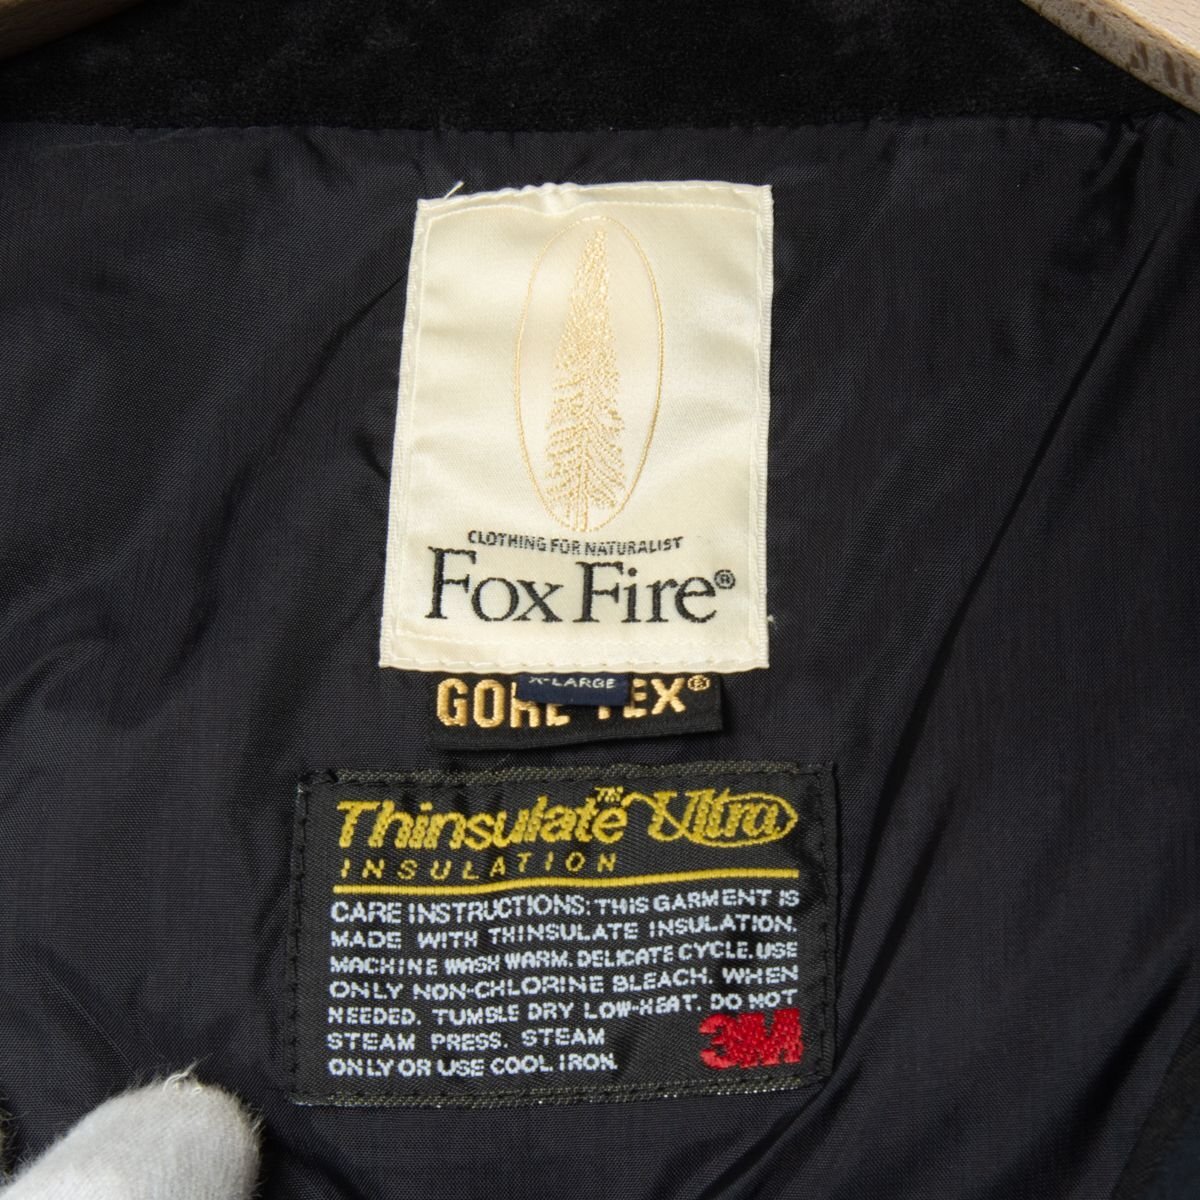 CLOTHING FOR NATURALIST
Fox Fire®
X-LARGE
GORE-TEX®
Thinsulate™ Ultra
INSULATION
CARE INSTRUCTIONS: THIS GARMENT IS
MADE WITH THINSULATE INSULATION.
MACHINE WASH WARM. DELICATE CYCLE. USE
ONLY NON-CHLORINE BLEACH. WHEN
NEEDED. TUMBLE DRY LOW-HEAT. DO NOT
STEAM PRESS. STEAM
ONLY OR USE COOL IRON.
3M